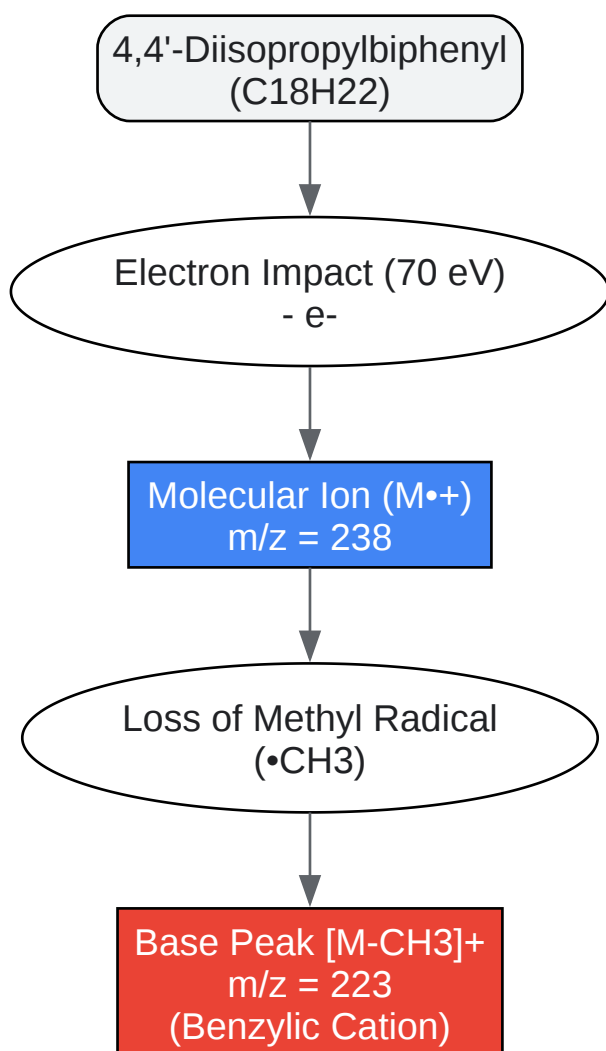 4,4'-Diisopropylbiphenyl
(C18H22)
Electron Impact (70 eV)
- e-
Molecular Ion (M•+)
m/z = 238
Loss of Methyl Radical
(•CH3)
Base Peak [M-CH3]+
m/z = 223
(Benzylic Cation)